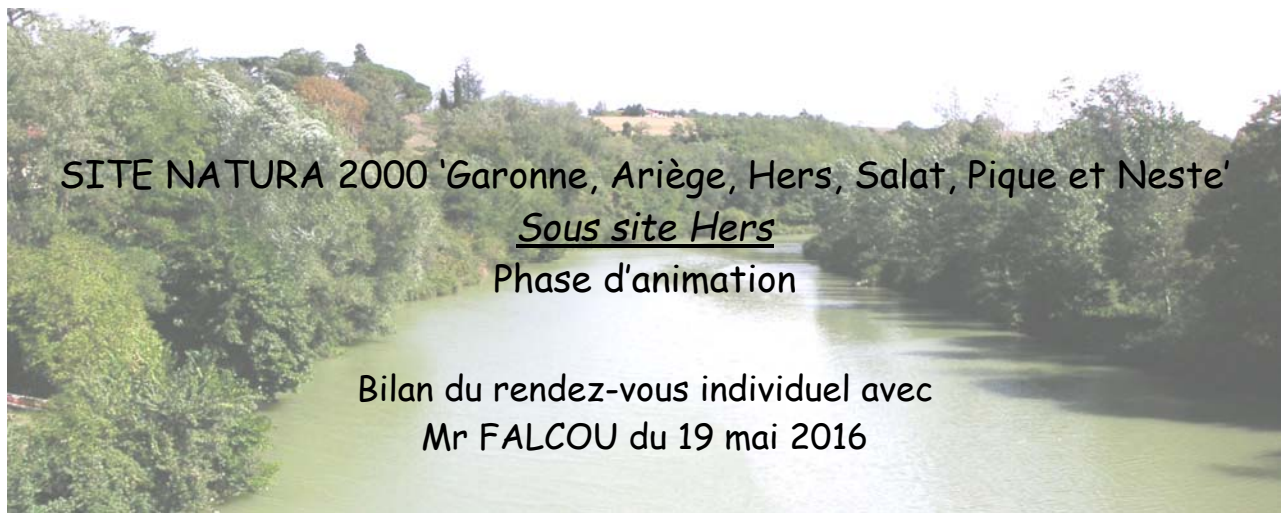 SITE NATURA 2000 ‘Garonne, Ariège, Hers, Salat, Pique et Neste’
Sous site Hers
Phase d’animation
Bilan du rendez-vous individuel avec
Mr FALCOU du 19 mai 2016